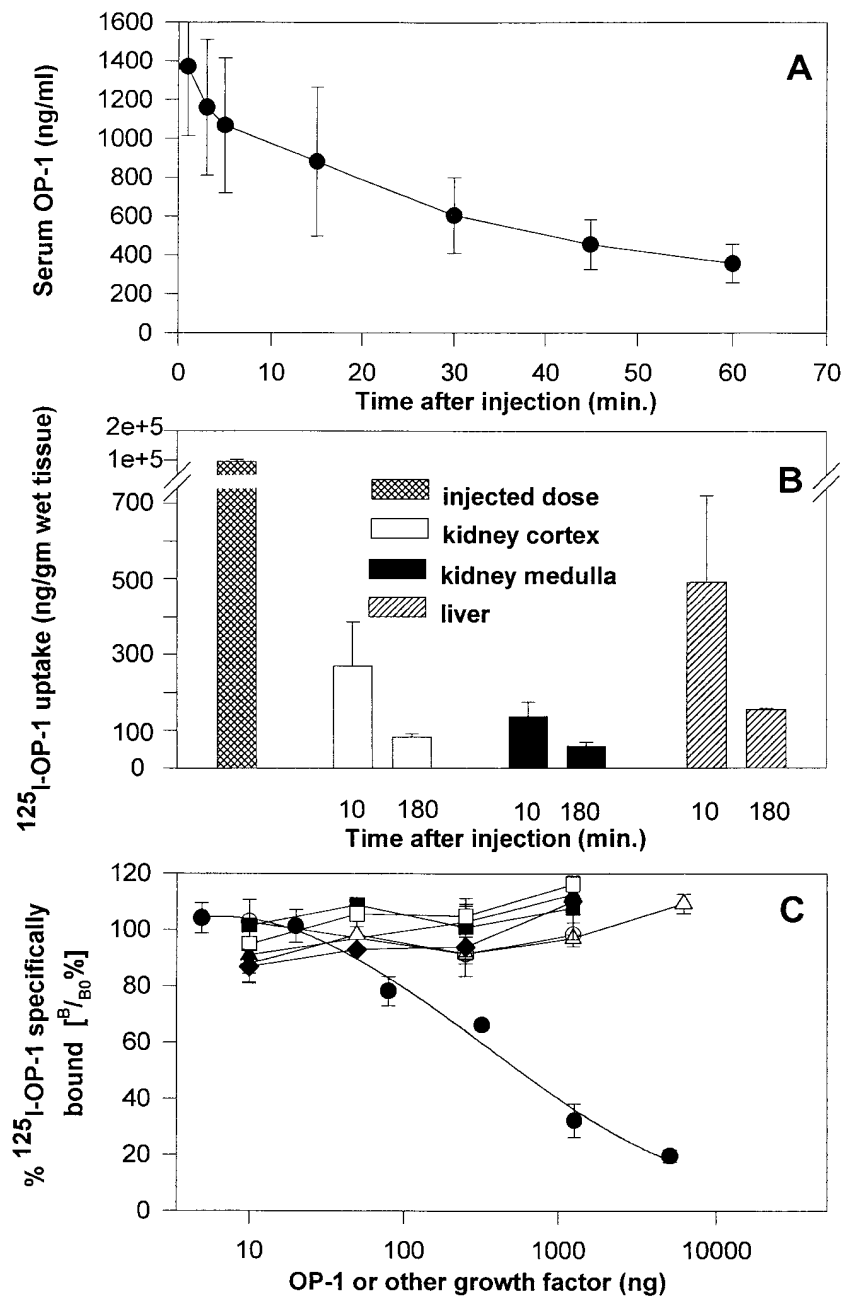 1600
1400
1200
1000
800
600
400
200
0
Serum OP-1 (ng/ml)
A
0 10 20 30 40 50 60 70
Time after injection (min.)
2e+5
1e+5
700
500
300
100
0
125I-OP-1 uptake (ng/gm wet tissue)
B
injected dose
kidney cortex
kidney medulla
liver
10 180 10 180 10 180
Time after injection (min.)
120
100
80
60
40
20
0
% 125I-OP-1 specifically
bound [B/B0%]
C
10 100 1000 10000
OP-1 or other growth factor (ng)